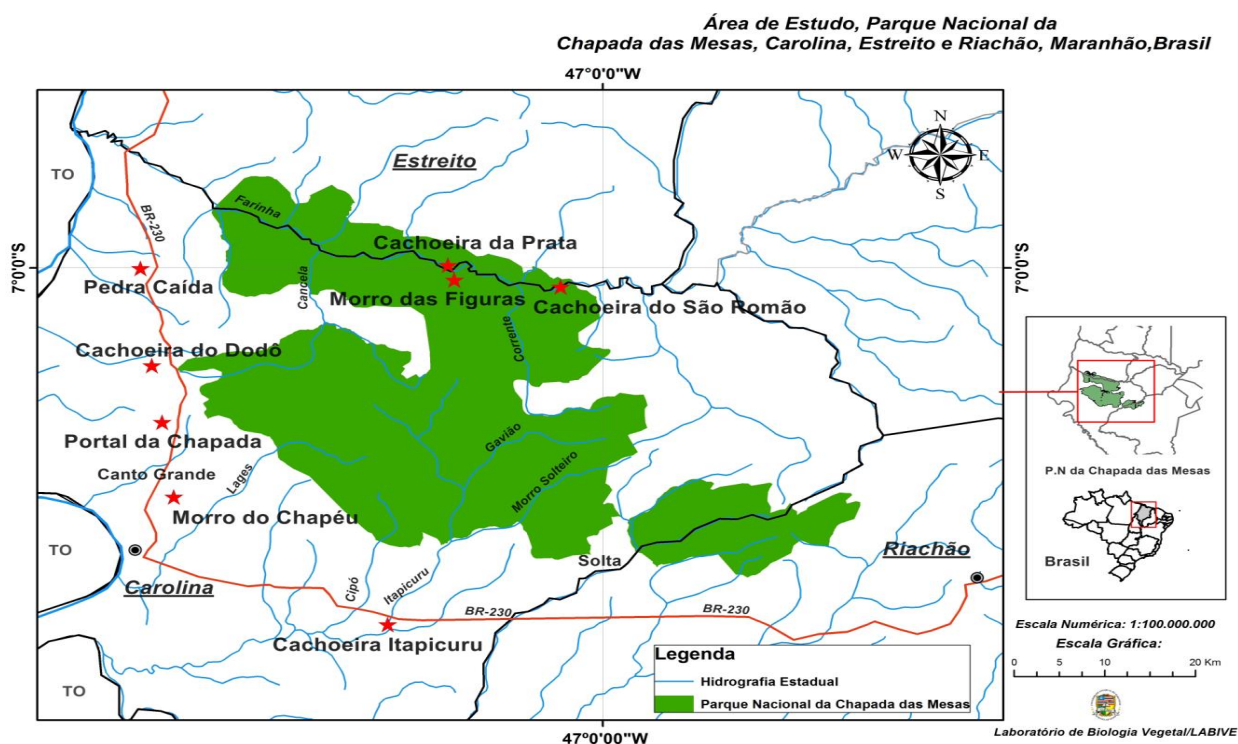 Área de Estudo, Parque Nacional da
Chapada das Mesas, Carolina, Estreito e Riachão, Maranhão,Brasil
47°0'0"W
N
W
E
S
TO
Estreito
BR-230
Farinha
Cachoeira da Prata
7°0'0"S
7°0'0"S
Pedra Caída
Cancela
Morro das Figuras
Cachoeira do São Romão
Corrente
Cachoeira do Dodô
Portal da Chapada
Gavião
Canto Grande
Lages
Morro Solteiro
Morro do Chapéu
TO
Solta
Riachão
Carolina
Cipó
Itapicuru
BR-230
BR-230
Cachoeira Itapicuru
TO
Legenda
Hidrografia Estadual
Parque Nacional da Chapada das Mesas
47°0'00"W
P.N da Chapada das Mesas
Brasil
Escala Numérica: 1:100.000.000
Escala Gráfica:
0 5 10 20 Km
Laboratório de Biologia Vegetal/LABIVE